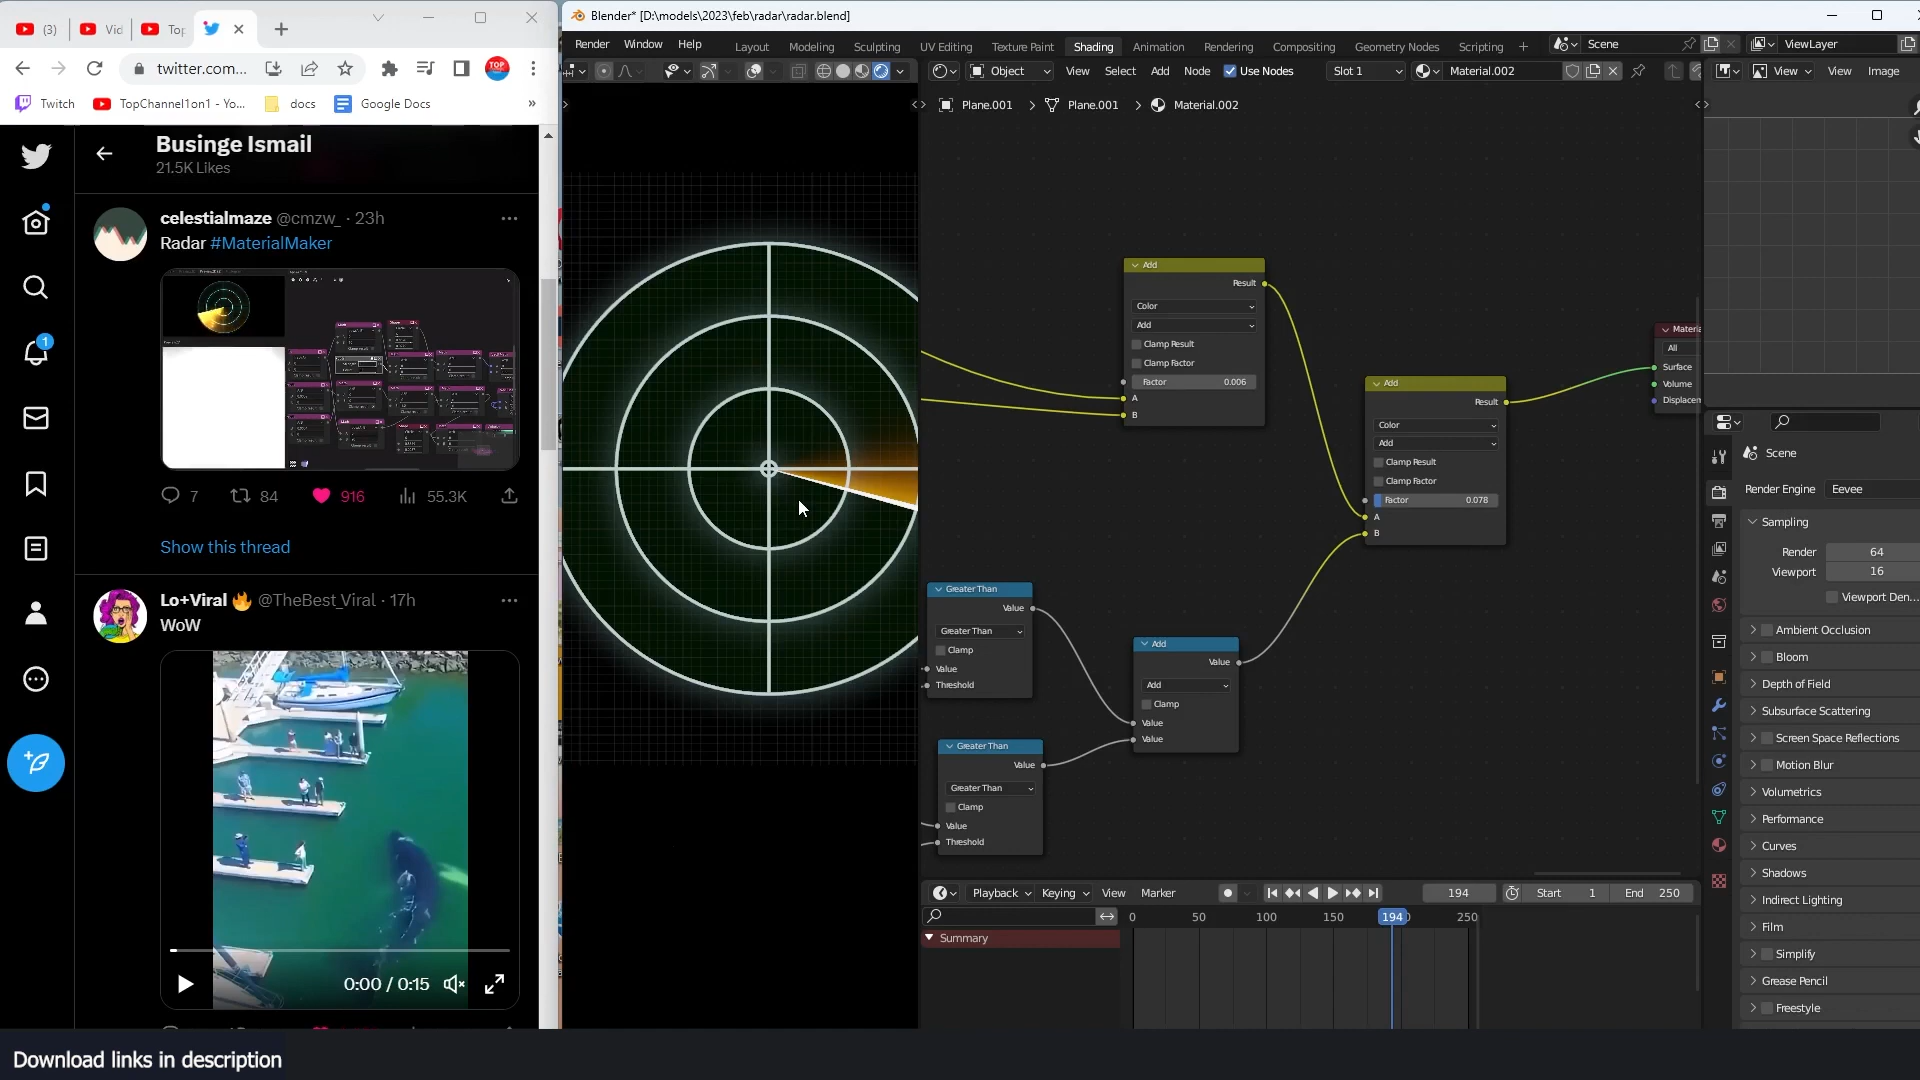 (3)
Vid
Top
twitter.com...
Twitch
TopChannel1on1 - Yo...
docs
Google Docs
»
Businge Ismail
21.5K Likes
celestialmaze @cmzw_ · 23h
Radar #MaterialMaker
7
84
916
55.3K
Show this thread
Lo+Viral @TheBest_Viral · 17h
WoW
0:00 / 0:15
1
Blender* [D:\models\2023\feb\radar\radar.blend]
Render
Window
Help
Layout
Modeling
Sculpting
UV Editing
Texture Paint
Shading
Animation
Rendering
Compositing
Geometry Nodes
Scripting
Scene
ViewLayer
Object
View
Select
Add
Node
Use Nodes
Slot 1
Material.002
View
View
Image
Plane.001
Plane.001
Material.002
Add
Result
Color
Add
Clamp Result
Clamp Factor
Factor 0.006
A
B
Add
Result
Color
Add
Clamp Result
Clamp Factor
Factor 0.078
A
B
Materia
All
Surface
Volume
Displacen
Greater Than
Value
Greater Than
Clamp
Value
Threshold
Greater Than
Value
Greater Than
Clamp
Value
Threshold
Add
Value
Add
Clamp
Value
Value
Playback
Keying
View
Marker
194
Start 1
End 250
0
50
100
150
194
250
Summary
Scene
Render Engine
Eevee
Sampling
Render 64
Viewport 16
Viewport Den...
Ambient Occlusion
Bloom
Depth of Field
Subsurface Scattering
Screen Space Reflections
Motion Blur
Volumetrics
Performance
Curves
Shadows
Indirect Lighting
Film
Simplify
Grease Pencil
Freestyle
Download links in description